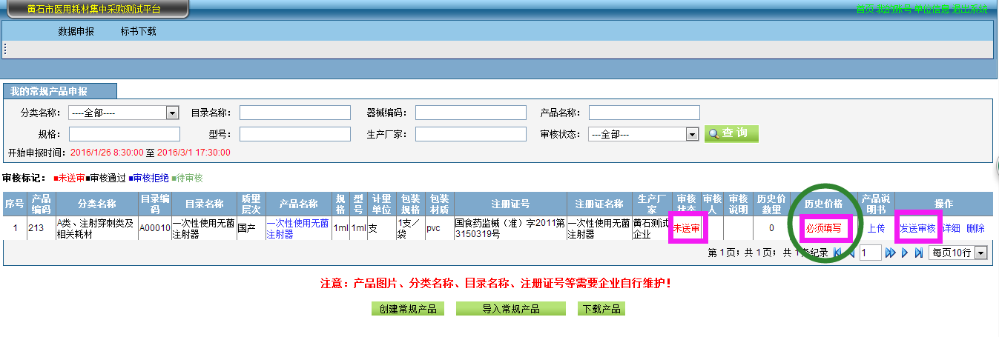 黄石市医用耗材集中采购测试平台
首页 我的账号 单位信息 退出系统
数据申报 标书下载
我的常规产品申报
分类名称： ----全部---- 目录名称： 器械编码： 产品名称：
规格： 型号： 生产厂家： 审核状态： ---全部--- 查 询
开始申报时间：2016/1/26 8:30:00 至 2016/3/1 17:30:00
审核标记： ■未送审■审核通过 ■审核拒绝 ■待审核
序号 产品编码 分类名称 目录编码 目录名称 质量层次 产品名称 规格 型号 计量单位 包装规格 包装材质 注册证号 注册证名称 生产厂家 审核状态 审核人 审核说明 历史价数量 历史价格 产品说明书 操作
1 213 A类、注射穿刺类及相关耗材 A00010 一次性使用无菌注射器 国产 一次性使用无菌注射器 1ml 1ml 支 1支／袋 pvc 国食药监械（准）字2011第3150319号 一次性使用无菌注射器 黄石测试企业 未送审 0 必须填写 上传 发送审核 详细 删除
第 1 页；共 1 页；共 1 条纪录 1 每页10行
注意：产品图片、分类名称、目录名称、注册证号等需要企业自行维护！
创建常规产品 导入常规产品 下载产品